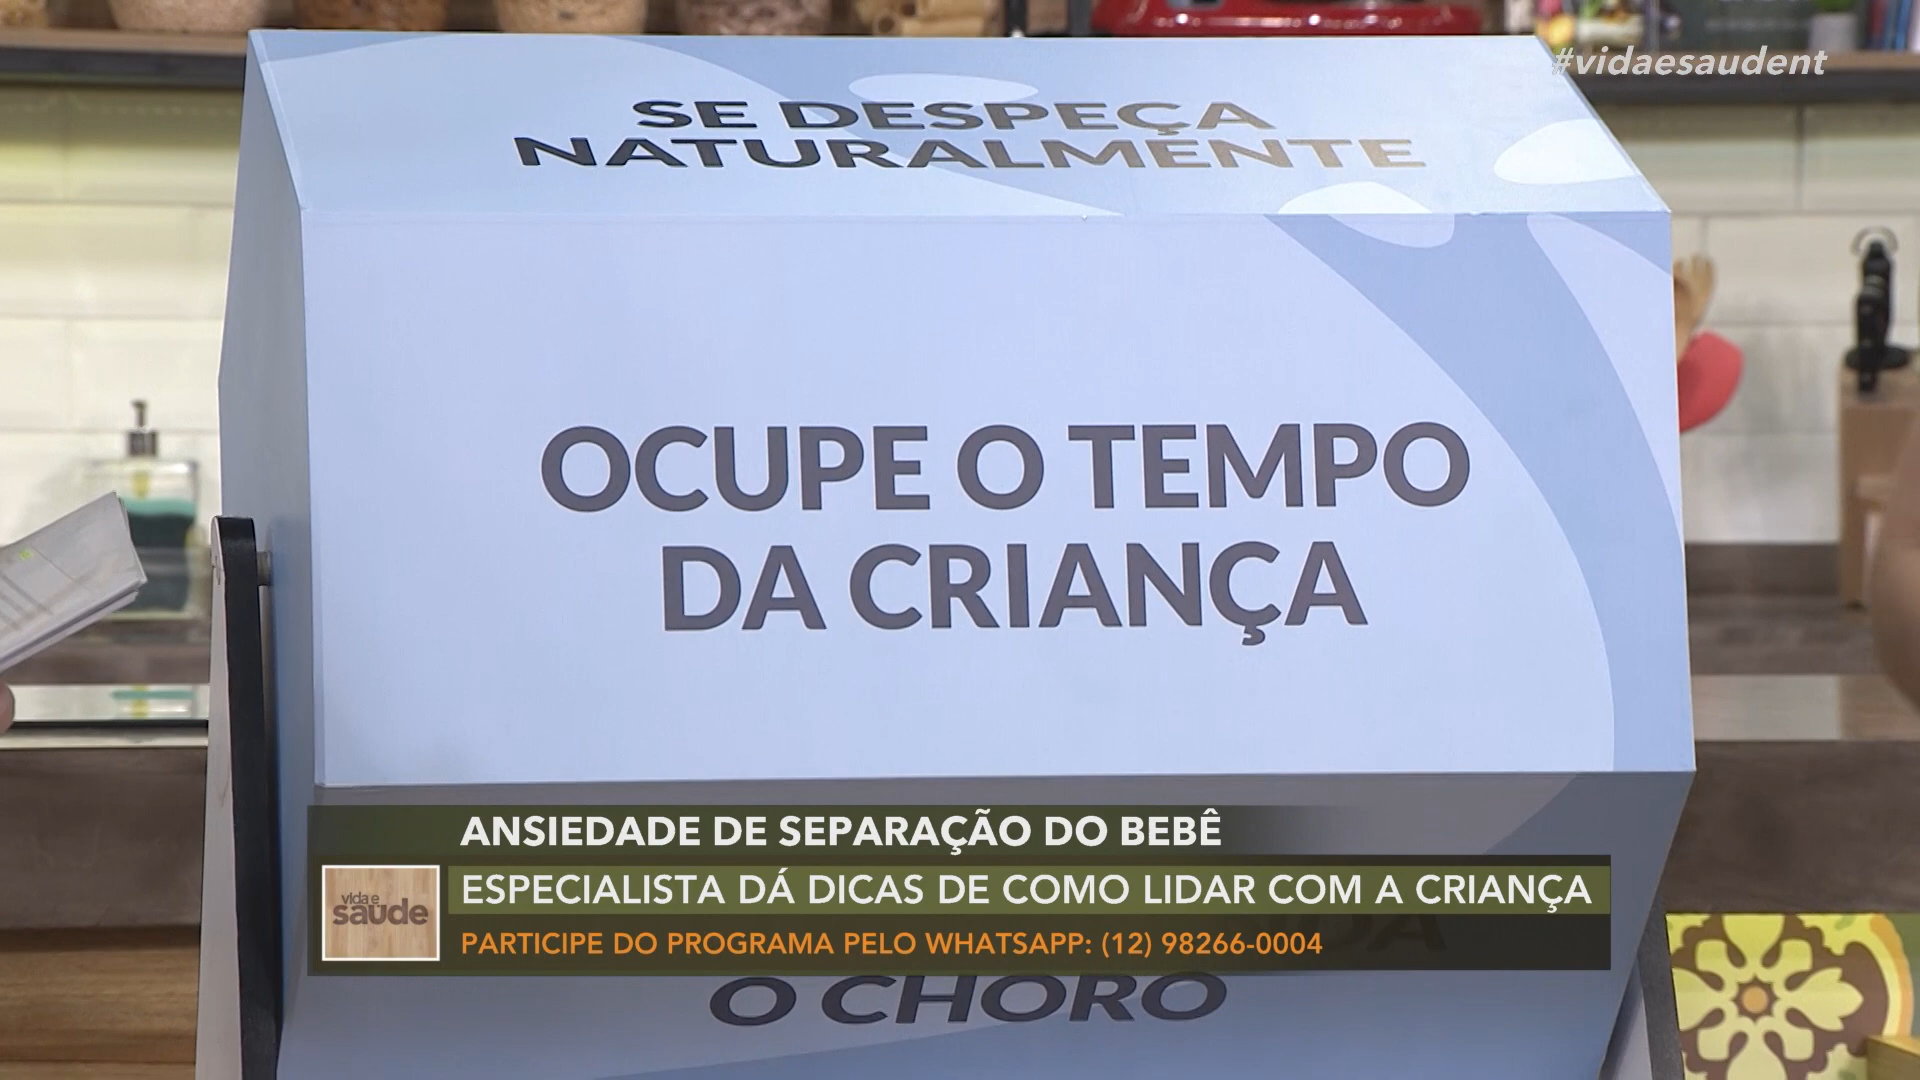 #vidaesaudent
SE DESPEÇA
NATURALMENTE
OCUPE O TEMPO
DA CRIANÇA
ANSIEDADE DE SEPARAÇÃO DO BEBÊ
vida e
saúde
ESPECIALISTA DÁ DICAS DE COMO LIDAR COM A CRIANÇA
PARTICIPE DO PROGRAMA PELO WHATSAPP: (12) 98266-0004
O CHORO